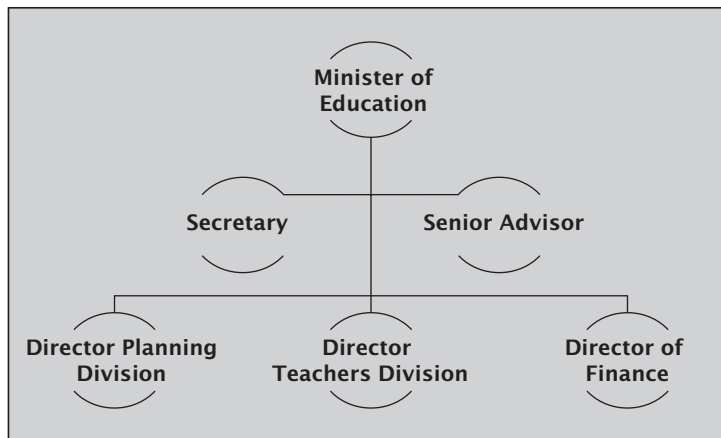 Minister of
Education
Secretary
Senior Advisor
Director Planning
Division
Director
Teachers Division
Director of
Finance